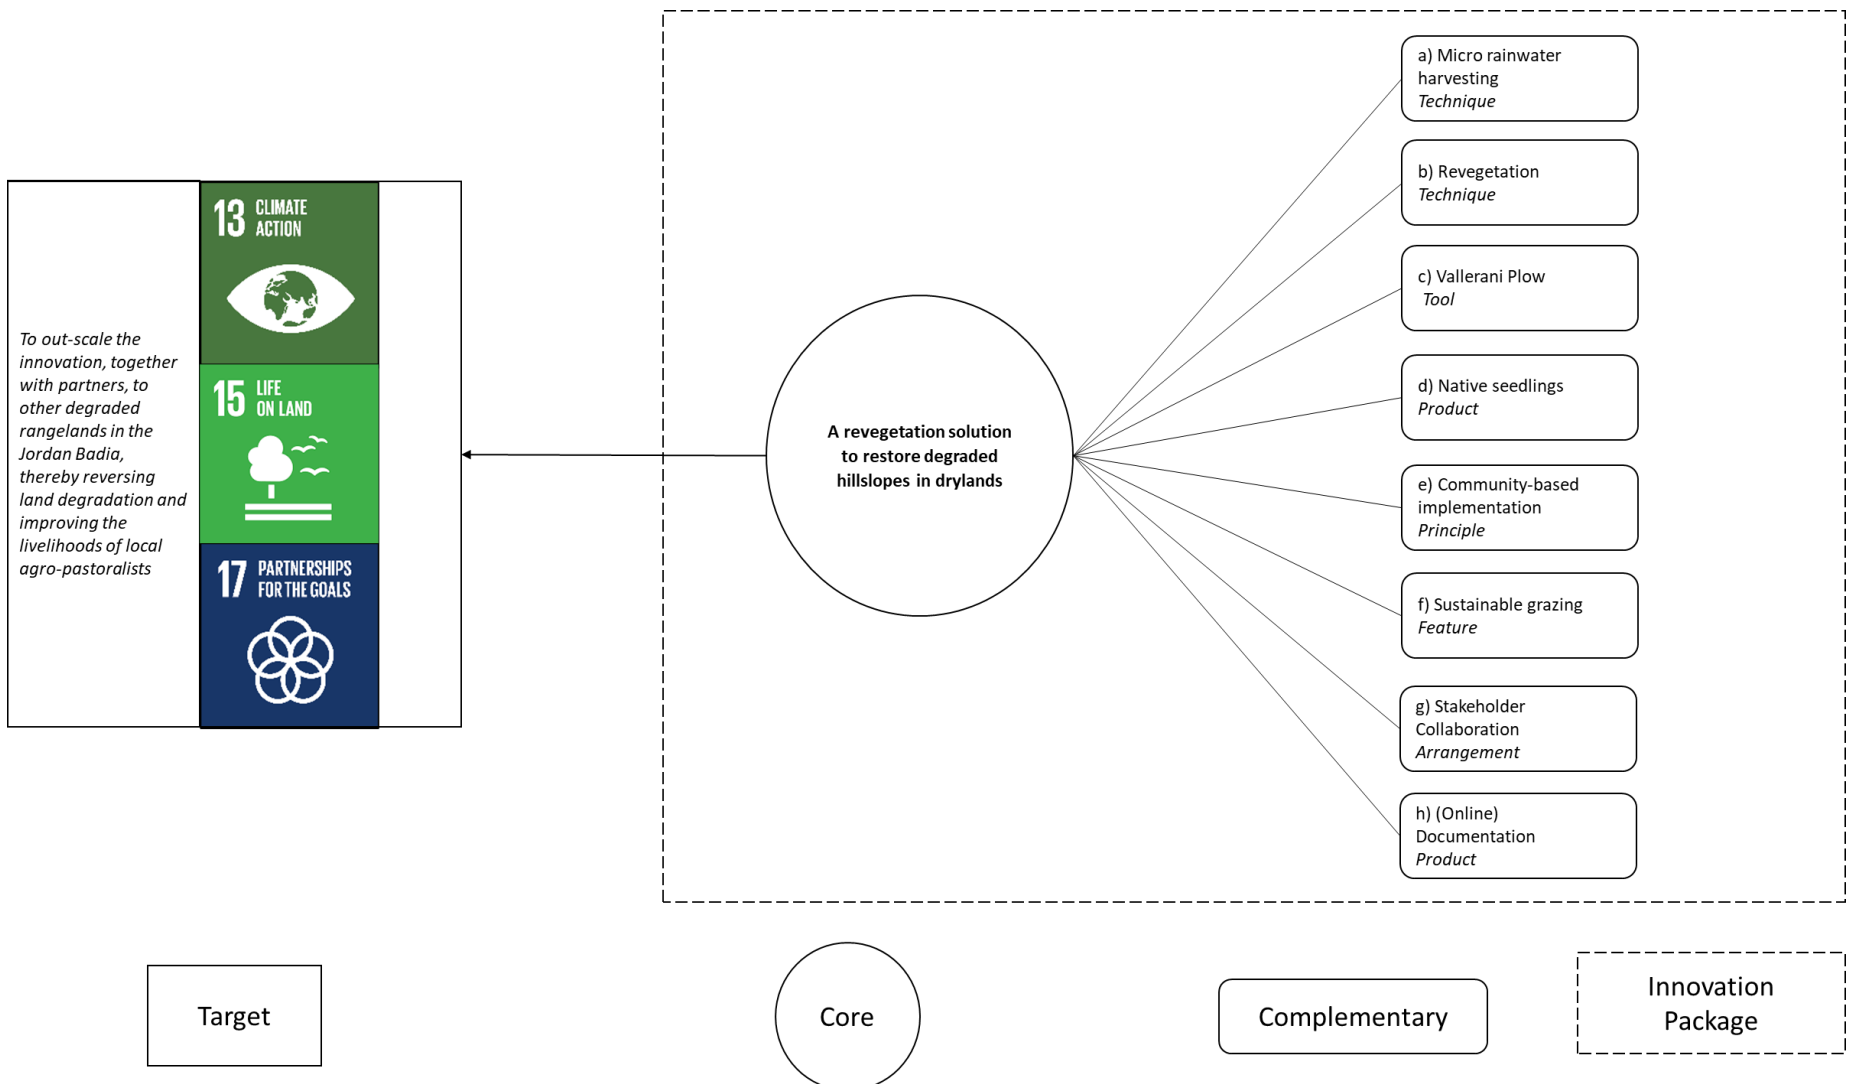 To out-scale the
innovation, together
with partners, to
other degraded
rangelands in the
Jordan Badia,
thereby reversing
land degradation and
improving the
livelihoods of local
agro-pastoralists
13 CLIMATE
ACTION
15 LIFE
ON LAND
17 PARTNERSHIPS
FOR THE GOALS
A revegetation solution
to restore degraded
hillslopes in drylands
a) Micro rainwater
harvesting
Technique
b) Revegetation
Technique
c) Vallerani Plow
Tool
d) Native seedlings
Product
e) Community-based
implementation
Principle
f) Sustainable grazing
Feature
g) Stakeholder
Collaboration
Arrangement
h) (Online)
Documentation
Product
Target
Core
Complementary
Innovation
Package